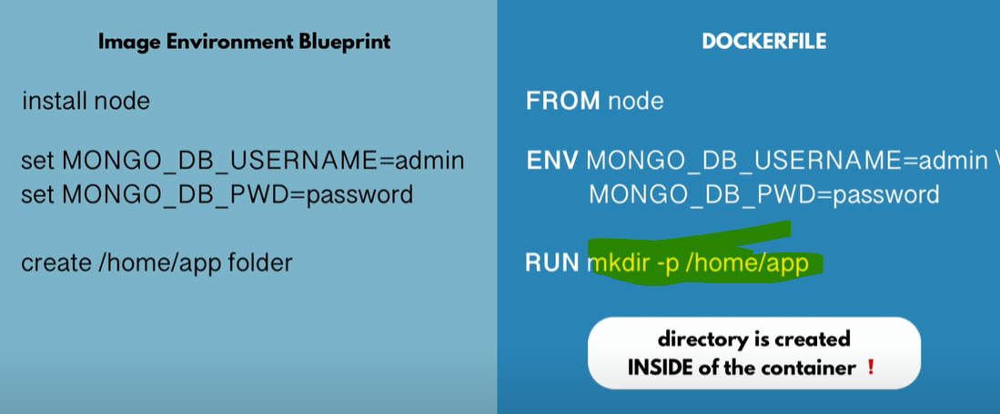 Image Environment Blueprint
install node
set MONGO_DB_USERNAME=admin
set MONGO_DB_PWD=password
create /home/app folder
DOCKERFILE
FROM node
ENV MONGO_DB_USERNAME=admin \
MONGO_DB_PWD=password
RUN mkdir -p /home/app
directory is created
INSIDE of the container !